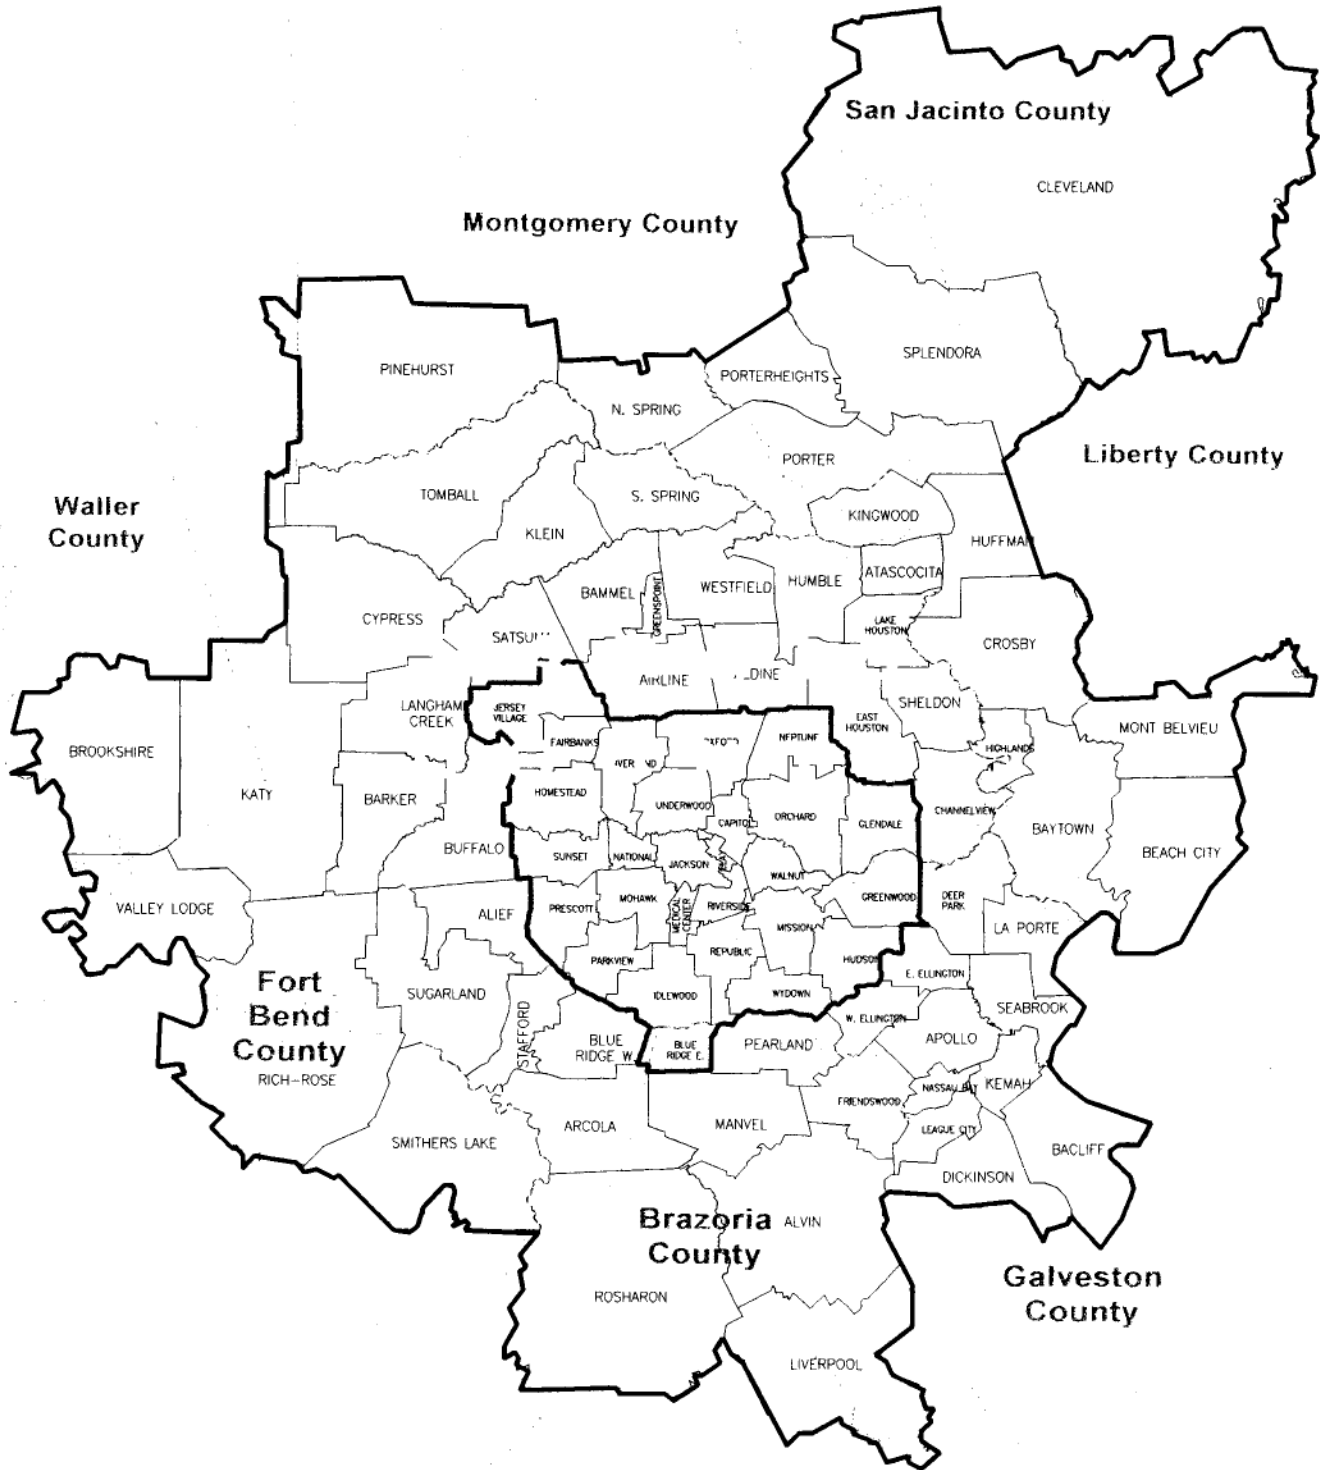 San Jacinto County
CLEVELAND
Montgomery County
SPLENDORA
PINEHURST
PORTERHEIGHTS
N. SPRING
Liberty County
PORTER
Waller
County
TOMBALL
S. SPRING
KINGWOOD
KLEIN
HUFFMAN
ATASCOCITA
HUMBLE
WESTFIELD
BAMMEL
GREENSPOINT
CYPRESS
LAKE
HOUSTON
SATSU
CROSBY
AIRLINE
DINE
SHELDON
LANGHAM
CREEK
JERSEY
VILLAGE
EAST
HOUSTON
MONT BELVIEU
BROOKSHIRE
FAIRBANKS
NEPTUNE
HIGHLANDS
KATY
BARKER
HOMESTEAD
UNDERWOOD
CAPITOL
ORCHARD
GLENDALE
CHANNELVIEW
BAYTOWN
BEACH CITY
BUFFALO
SUNSET
NATIONAL
JACKSON
WALNUT
VALLEY LODGE
ALIEF
PRESCOTT
MOHAWK
MEDICAL
CENTER
RIVERSIDE
GREENWOOD
DEER
PARK
LA PORTE
MISSION
PARKVIEW
REPUBLIC
HUDSON
E. ELLINGTON
Fort
Bend
County
SUGARLAND
IDLEWOOD
WYDOWN
SEABROOK
STAFFORD
W. ELLINGTON
BLUE
RIDGE W.
BLUE
RIDGE E.
PEARLAND
APOLLO
RICH-ROSE
NASSAU BAY
KEMAH
FRIENDSWOOD
ARCOLA
MANVEL
LEAGUE CITY
SMITHERS LAKE
BACLIFF
DICKINSON
Brazoria
County
ALVIN
Galveston
County
ROSHARON
LIVERPOOL